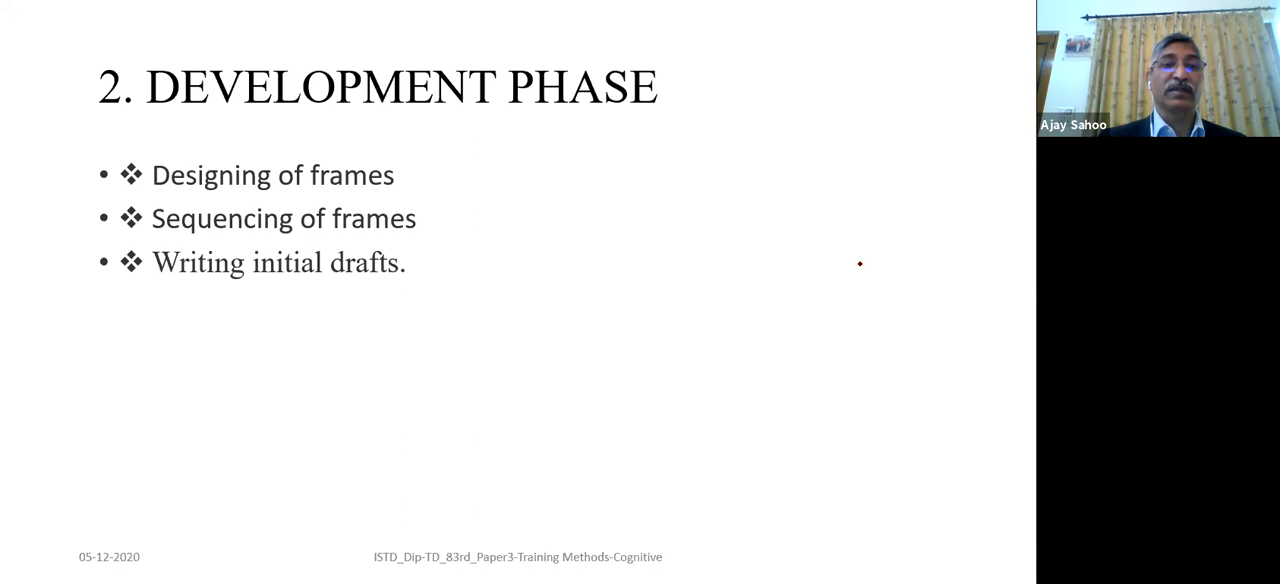 2. DEVELOPMENT PHASE
• ❖ Designing of frames
• ❖ Sequencing of frames
• ❖ Writing initial drafts.
05-12-2020
ISTD_Dip-TD_83rd_Paper3-Training Methods-Cognitive
Ajay Sahoo